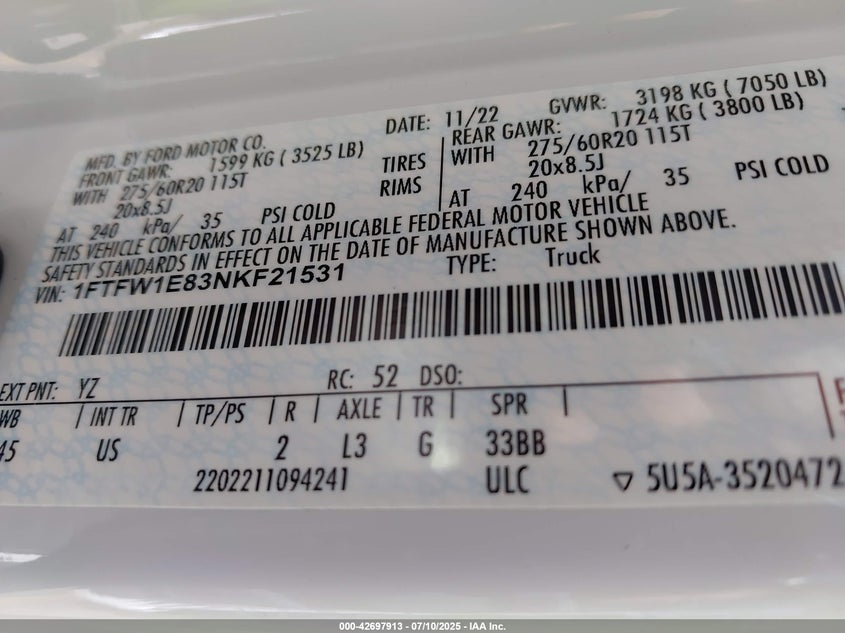 MFD. BY FORD MOTOR CO. DATE: 11/22 GVWR: 3198 KG ( 7050 LB)
FRONT GAWR: 1599 KG ( 3525 LB) REAR GAWR: 1724 KG ( 3800 LB)
WITH 275/60R20 115T TIRES WITH 275/60R20 115T
20x8.5J RIMS 20x8.5J
AT 240 kPa/ 35 PSI COLD AT 240 kPa/ 35 PSI COLD
THIS VEHICLE CONFORMS TO ALL APPLICABLE FEDERAL MOTOR VEHICLE
SAFETY STANDARDS IN EFFECT ON THE DATE OF MANUFACTURE SHOWN ABOVE.
VIN: 1FTFW1E83NKF21531 TYPE: Truck
EXT PNT: YZ RC: 52 DSO:
WB | INT TR | TP/PS | R | AXLE | TR | SPR |
45 US 2 L3 G 33BB
2202211094241 ULC ▽ 5U5A-3520472
000-42697913 - 07/10/2025 - IAA Inc.